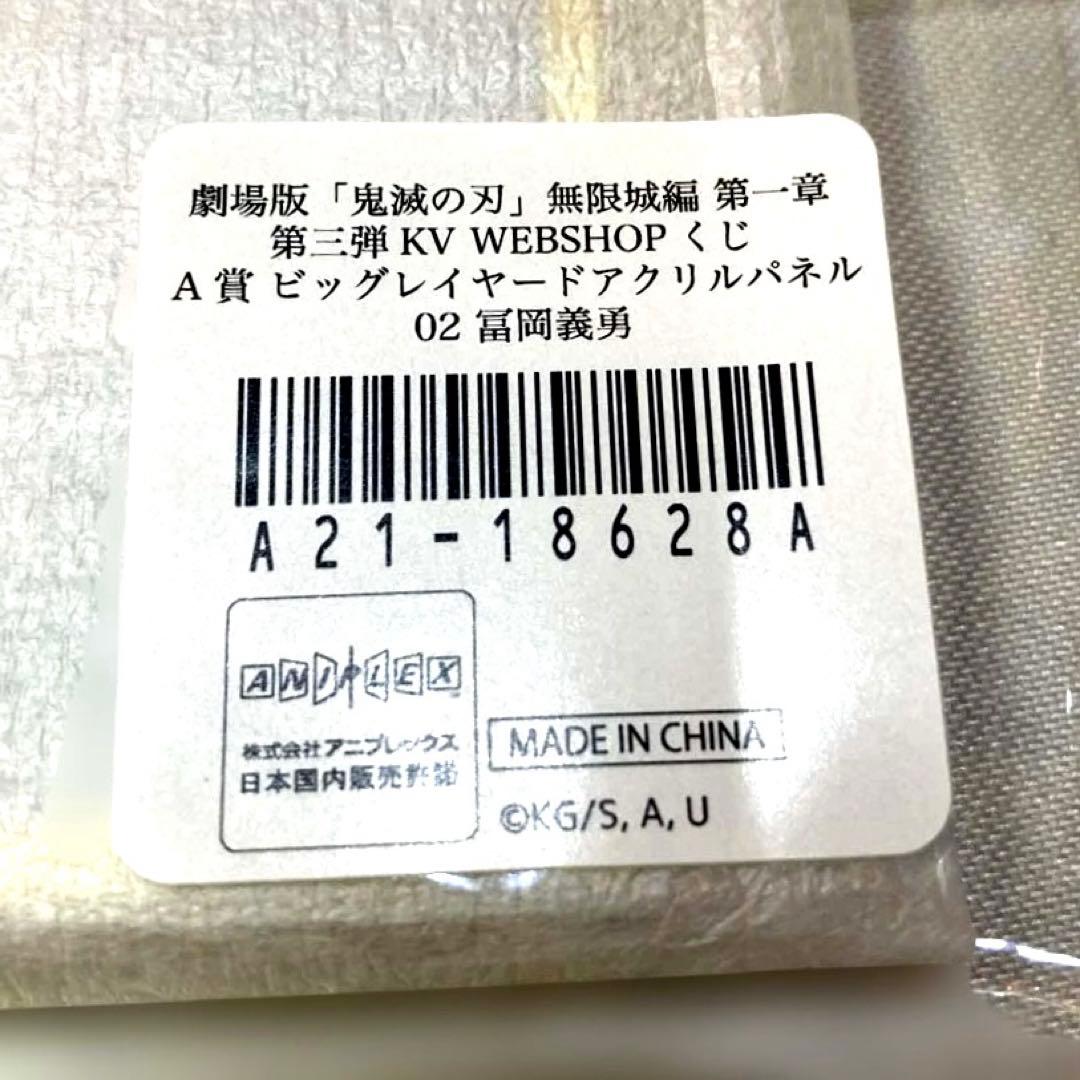 劇場版「鬼滅の刃」無限城編 第一章
第三弾 KV WEBSHOP くじ
A 賞 ビッグレイヤードアクリルパネル
02 冨岡義勇
A21-18628A
ANIPLEX
株式会社アニプレックス
日本国内販売許諾
MADE IN CHINA
©KG/S, A, U